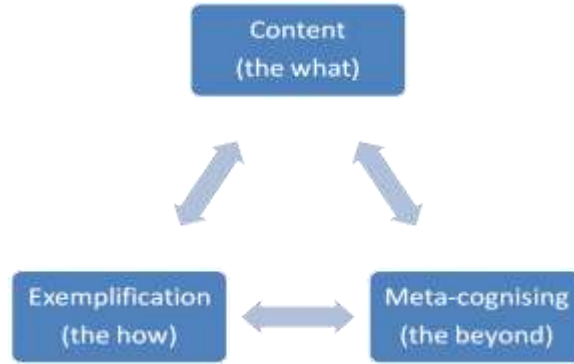 Content
(the what)
Exemplification
(the how)
Meta-cognising
(the beyond)